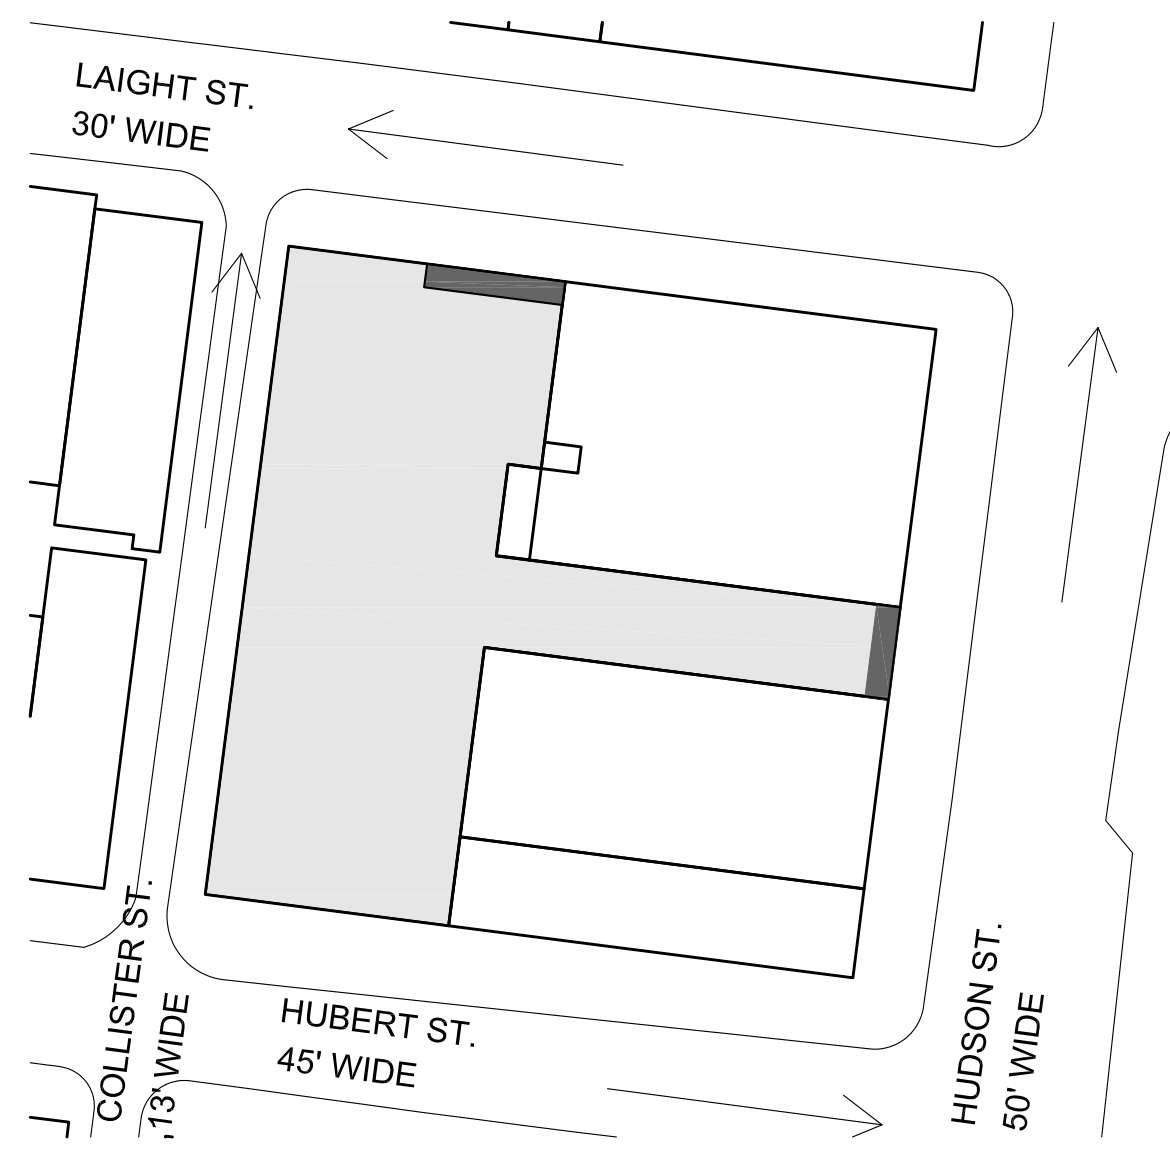 LAIGHT ST.
30' WIDE
COLLISTER ST.
13' WIDE
HUBERT ST.
45' WIDE
HUDSON ST.
50' WIDE